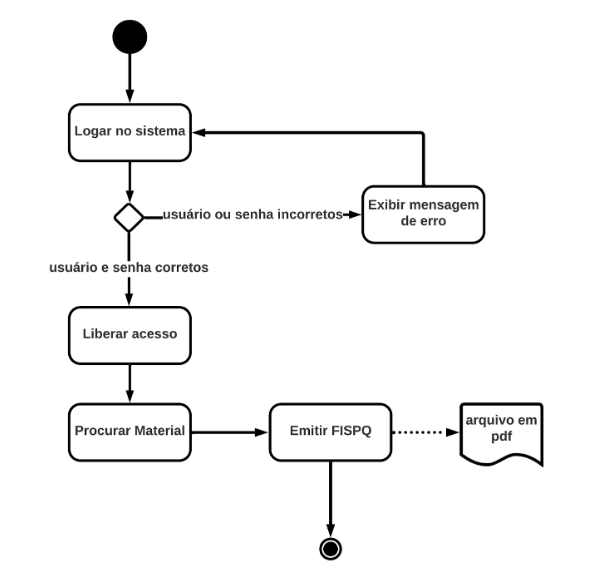 Logar no sistema
Exibir mensagem
de erro
usuário ou senha incorretos
usuário e senha corretos
Liberar acesso
Procurar Material
Emitir FISPQ
arquivo em
pdf